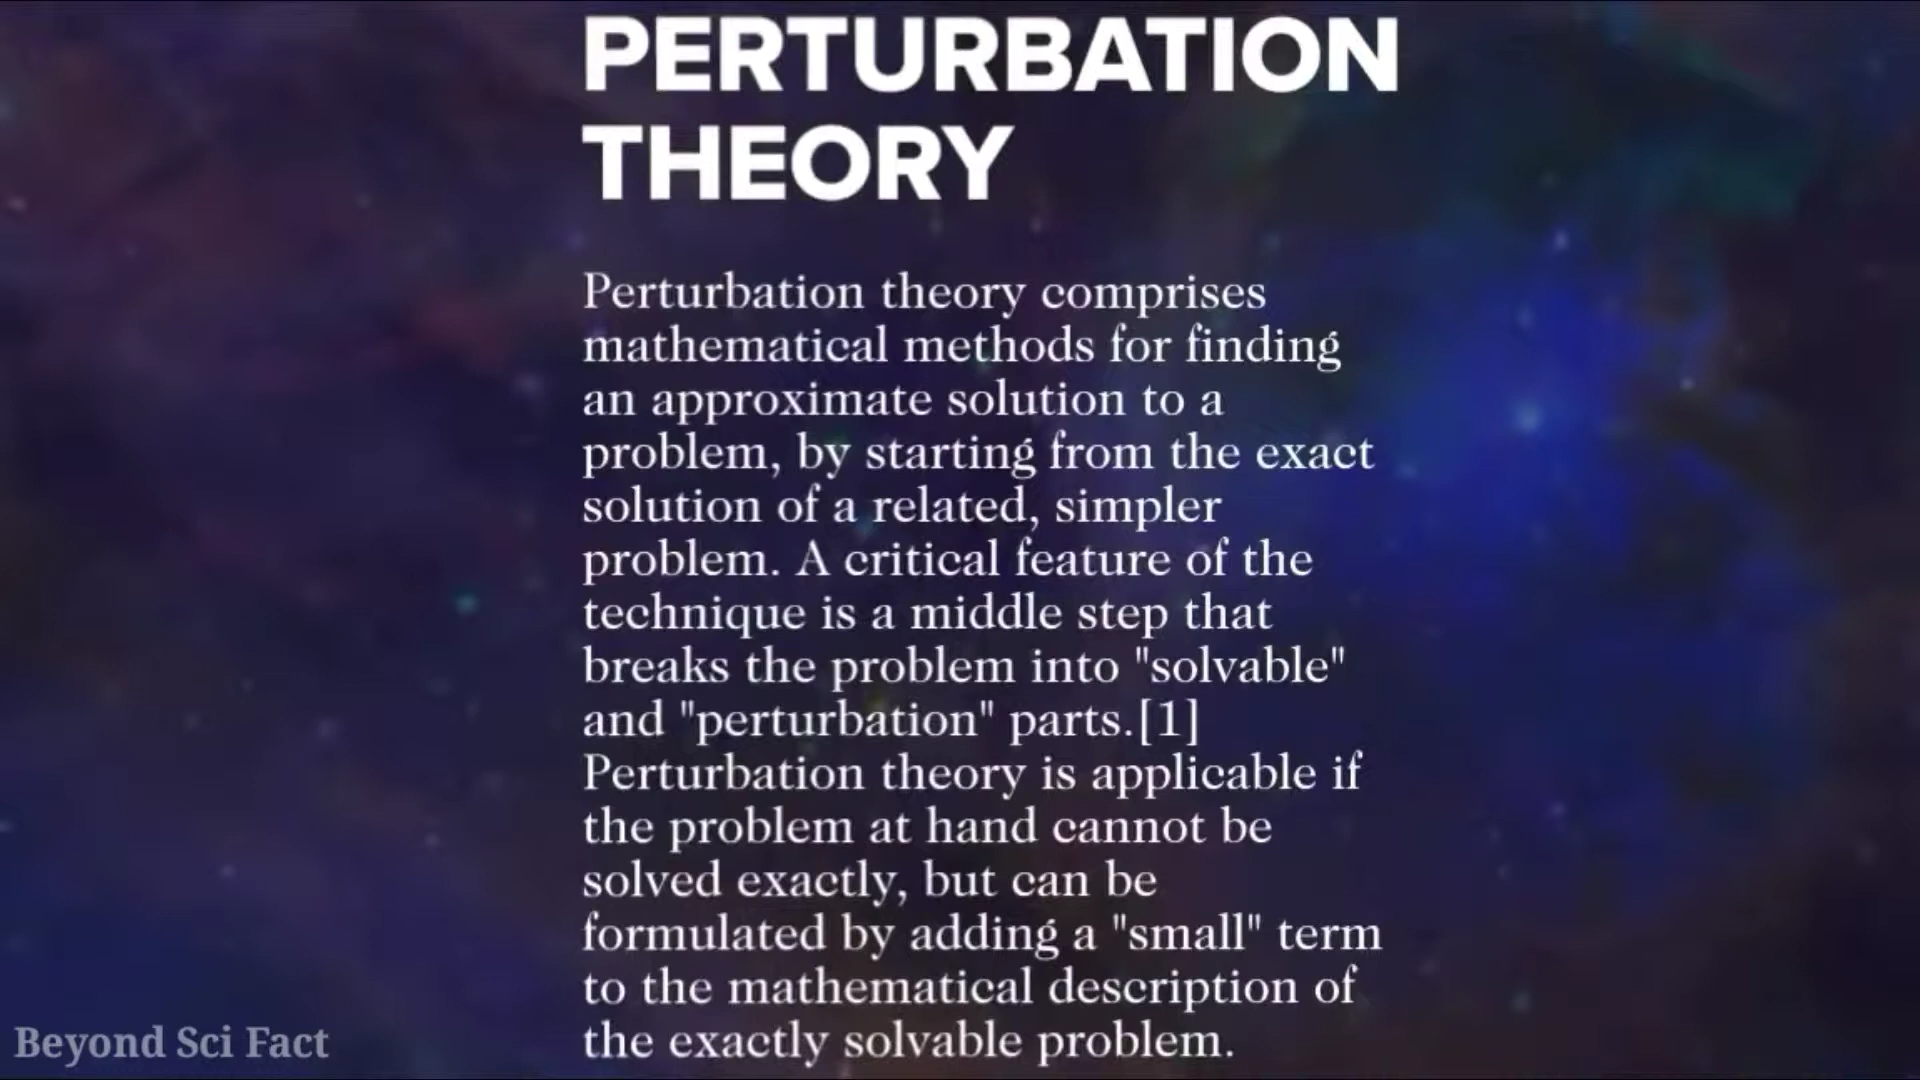 PERTURBATION
THEORY
Perturbation theory comprises
mathematical methods for finding
an approximate solution to a
problem, by starting from the exact
solution of a related, simpler
problem. A critical feature of the
technique is a middle step that
breaks the problem into "solvable"
and "perturbation" parts.[1]
Perturbation theory is applicable if
the problem at hand cannot be
solved exactly, but can be
formulated by adding a "small" term
to the mathematical description of
the exactly solvable problem.
Beyond Sci Fact